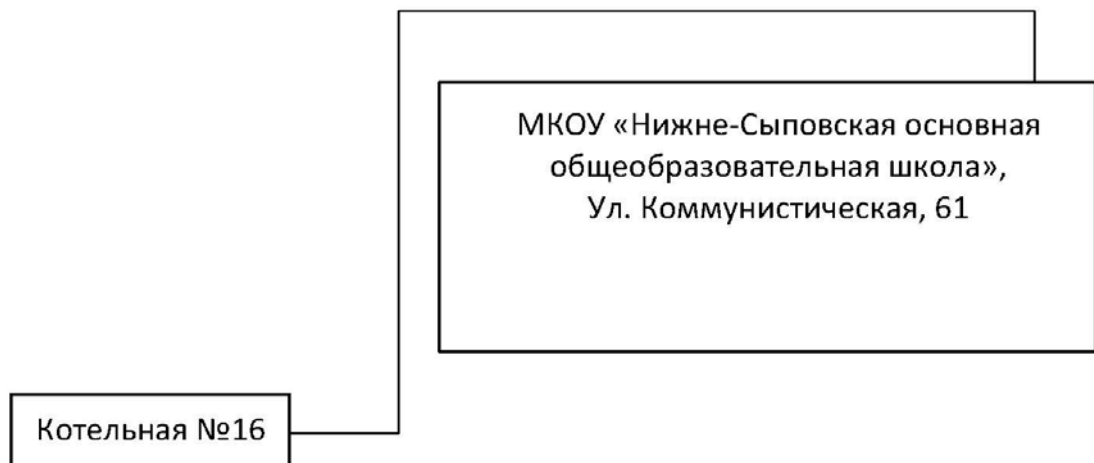 МКОУ «Нижне-Сыповская основная
общеобразовательная школа»,
Ул. Коммунистическая, 61
Котельная №16